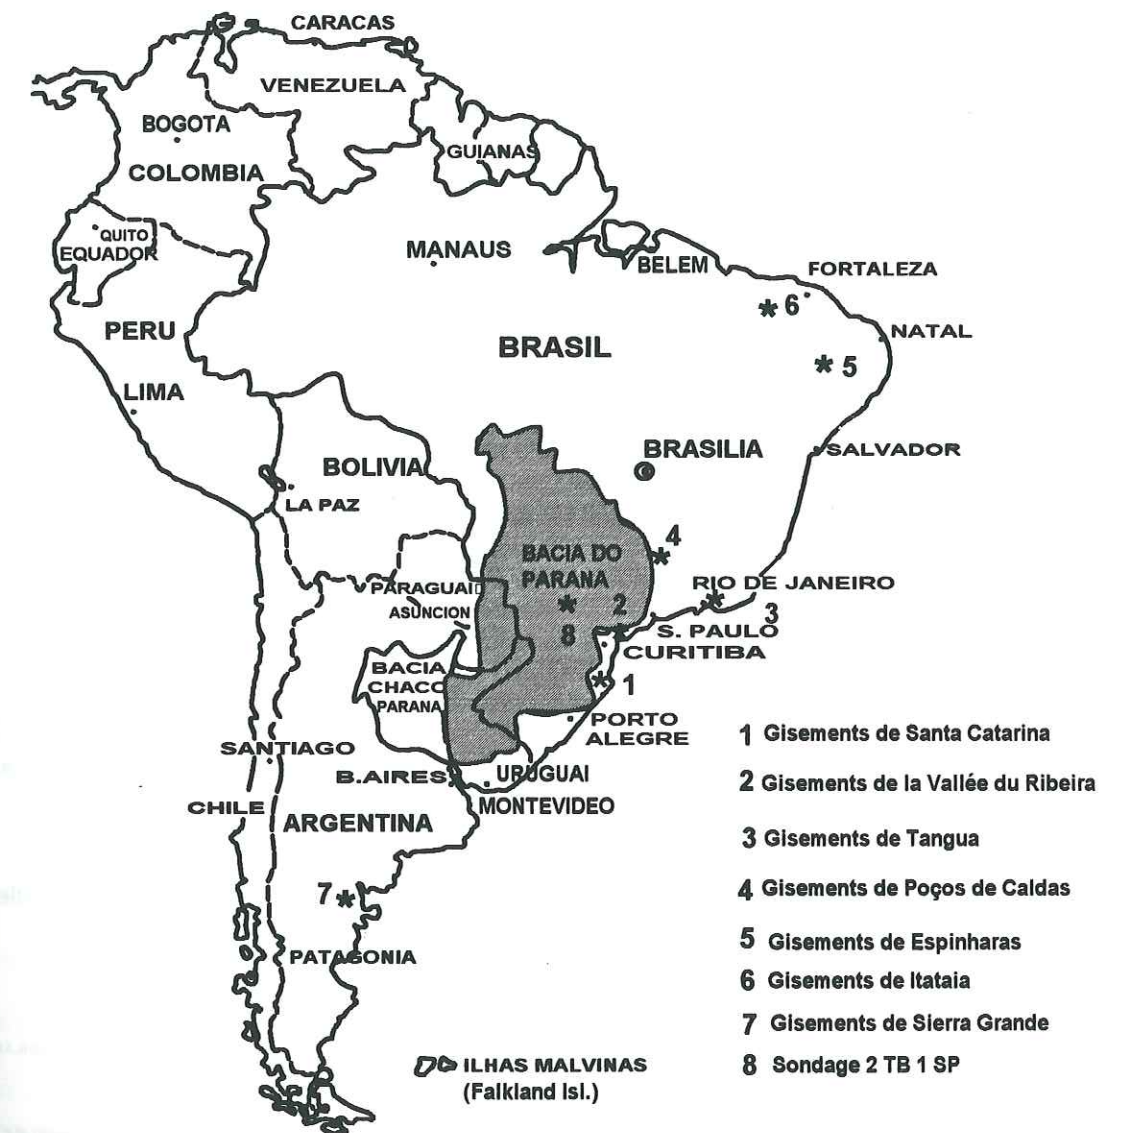 CARACAS
VENEZUELA
BOGOTA
COLOMBIA
GUIANAS
QUITO
EQUADOR
MANAUS
BELEM
FORTALEZA
6
PERU
BRASIL
NATAL
5
LIMA
BRASILIA
SALVADOR
BOLIVIA
LA PAZ
4
BACIA DO
PARANA
RIO DE JANEIRO
PARAGUAI
ASUNCION
2
3
8
S. PAULO
CURITIBA
BACIA
CHACO
PARANA
1
PORTO
ALEGRE
SANTIAGO
B.AIRES
URUGUAI
CHILE
MONTEVIDEO
ARGENTINA
7
PATAGONIA
ILHAS MALVINAS
(Falkland Isl.)
1 Gisements de Santa Catarina
2 Gisements de la Vallée du Ribeira
3 Gisements de Tangua
4 Gisements de Poços de Caldas
5 Gisements de Espinharas
6 Gisements de Itataia
7 Gisements de Sierra Grande
8 Sondage 2 TB 1 SP